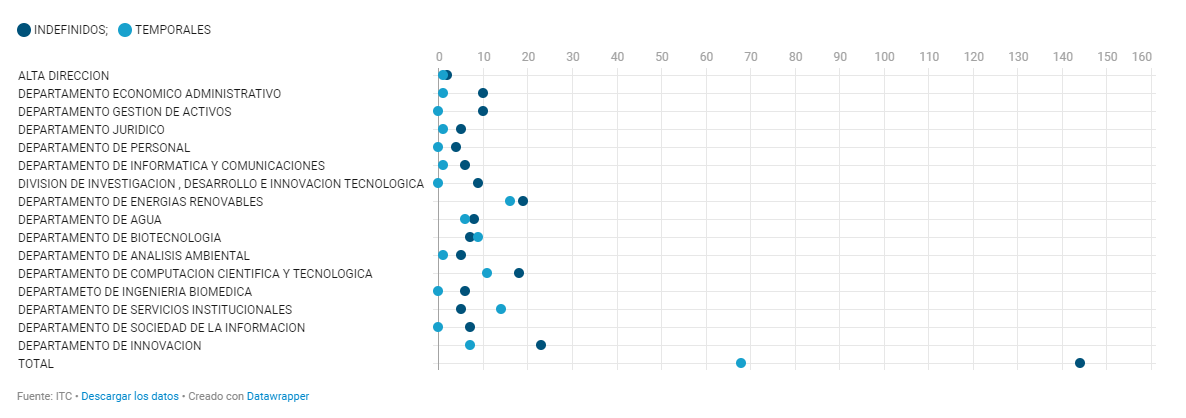 INDEFINIDOS; TEMPORALES
0 10 20 30 40 50 60 70 80 90 100 110 120 130 140 150 160
ALTA DIRECCION
DEPARTAMENTO ECONOMICO ADMINISTRATIVO
DEPARTAMENTO GESTION DE ACTIVOS
DEPARTAMENTO JURIDICO
DEPARTAMENTO DE PERSONAL
DEPARTAMENTO DE INFORMATICA Y COMUNICACIONES
DIVISION DE INVESTIGACION , DESARROLLO E INNOVACION TECNOLOGICA
DEPARTAMENTO DE ENERGIAS RENOVABLES
DEPARTAMENTO DE AGUA
DEPARTAMENTO DE BIOTECNOLOGIA
DEPARTAMENTO DE ANALISIS AMBIENTAL
DEPARTAMENTO DE COMPUTACION CIENTIFICA Y TECNOLOGICA
DEPARTAMETO DE INGENIERIA BIOMEDICA
DEPARTAMENTO DE SERVICIOS INSTITUCIONALES
DEPARTAMENTO DE SOCIEDAD DE LA INFORMACION
DEPARTAMENTO DE INNOVACION
TOTAL
Fuente: ITC • Descargar los datos • Creado con Datawrapper